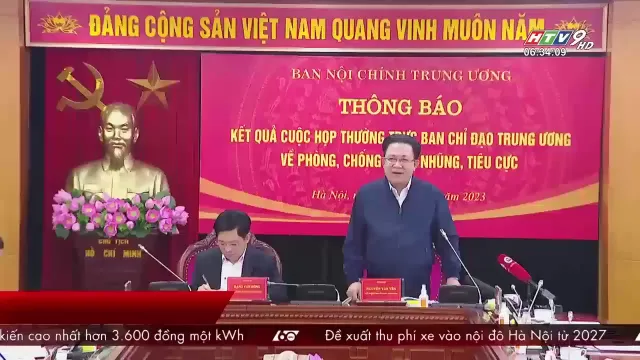 ĐẢNG CỘNG SẢN VIỆT NAM QUANG VINH MUÔN NĂM
HTV9 HD
06:34:09
BAN NỘI CHÍNH TRUNG ƯƠNG
THÔNG BÁO
KẾT QUẢ CUỘC HỌP THƯỜNG TRỰC BAN CHỈ ĐẠO TRUNG ƯƠNG
VỀ PHÒNG, CHỐNG NHŨNG, TIÊU CỰC
Hà Nội, năm 2023
CHỦ TỊCH
HỒ CHÍ MINH
kiến cao nhất hơn 3.600 đồng một kWh
60
Đề xuất thu phí xe vào nội đô Hà Nội từ 2027